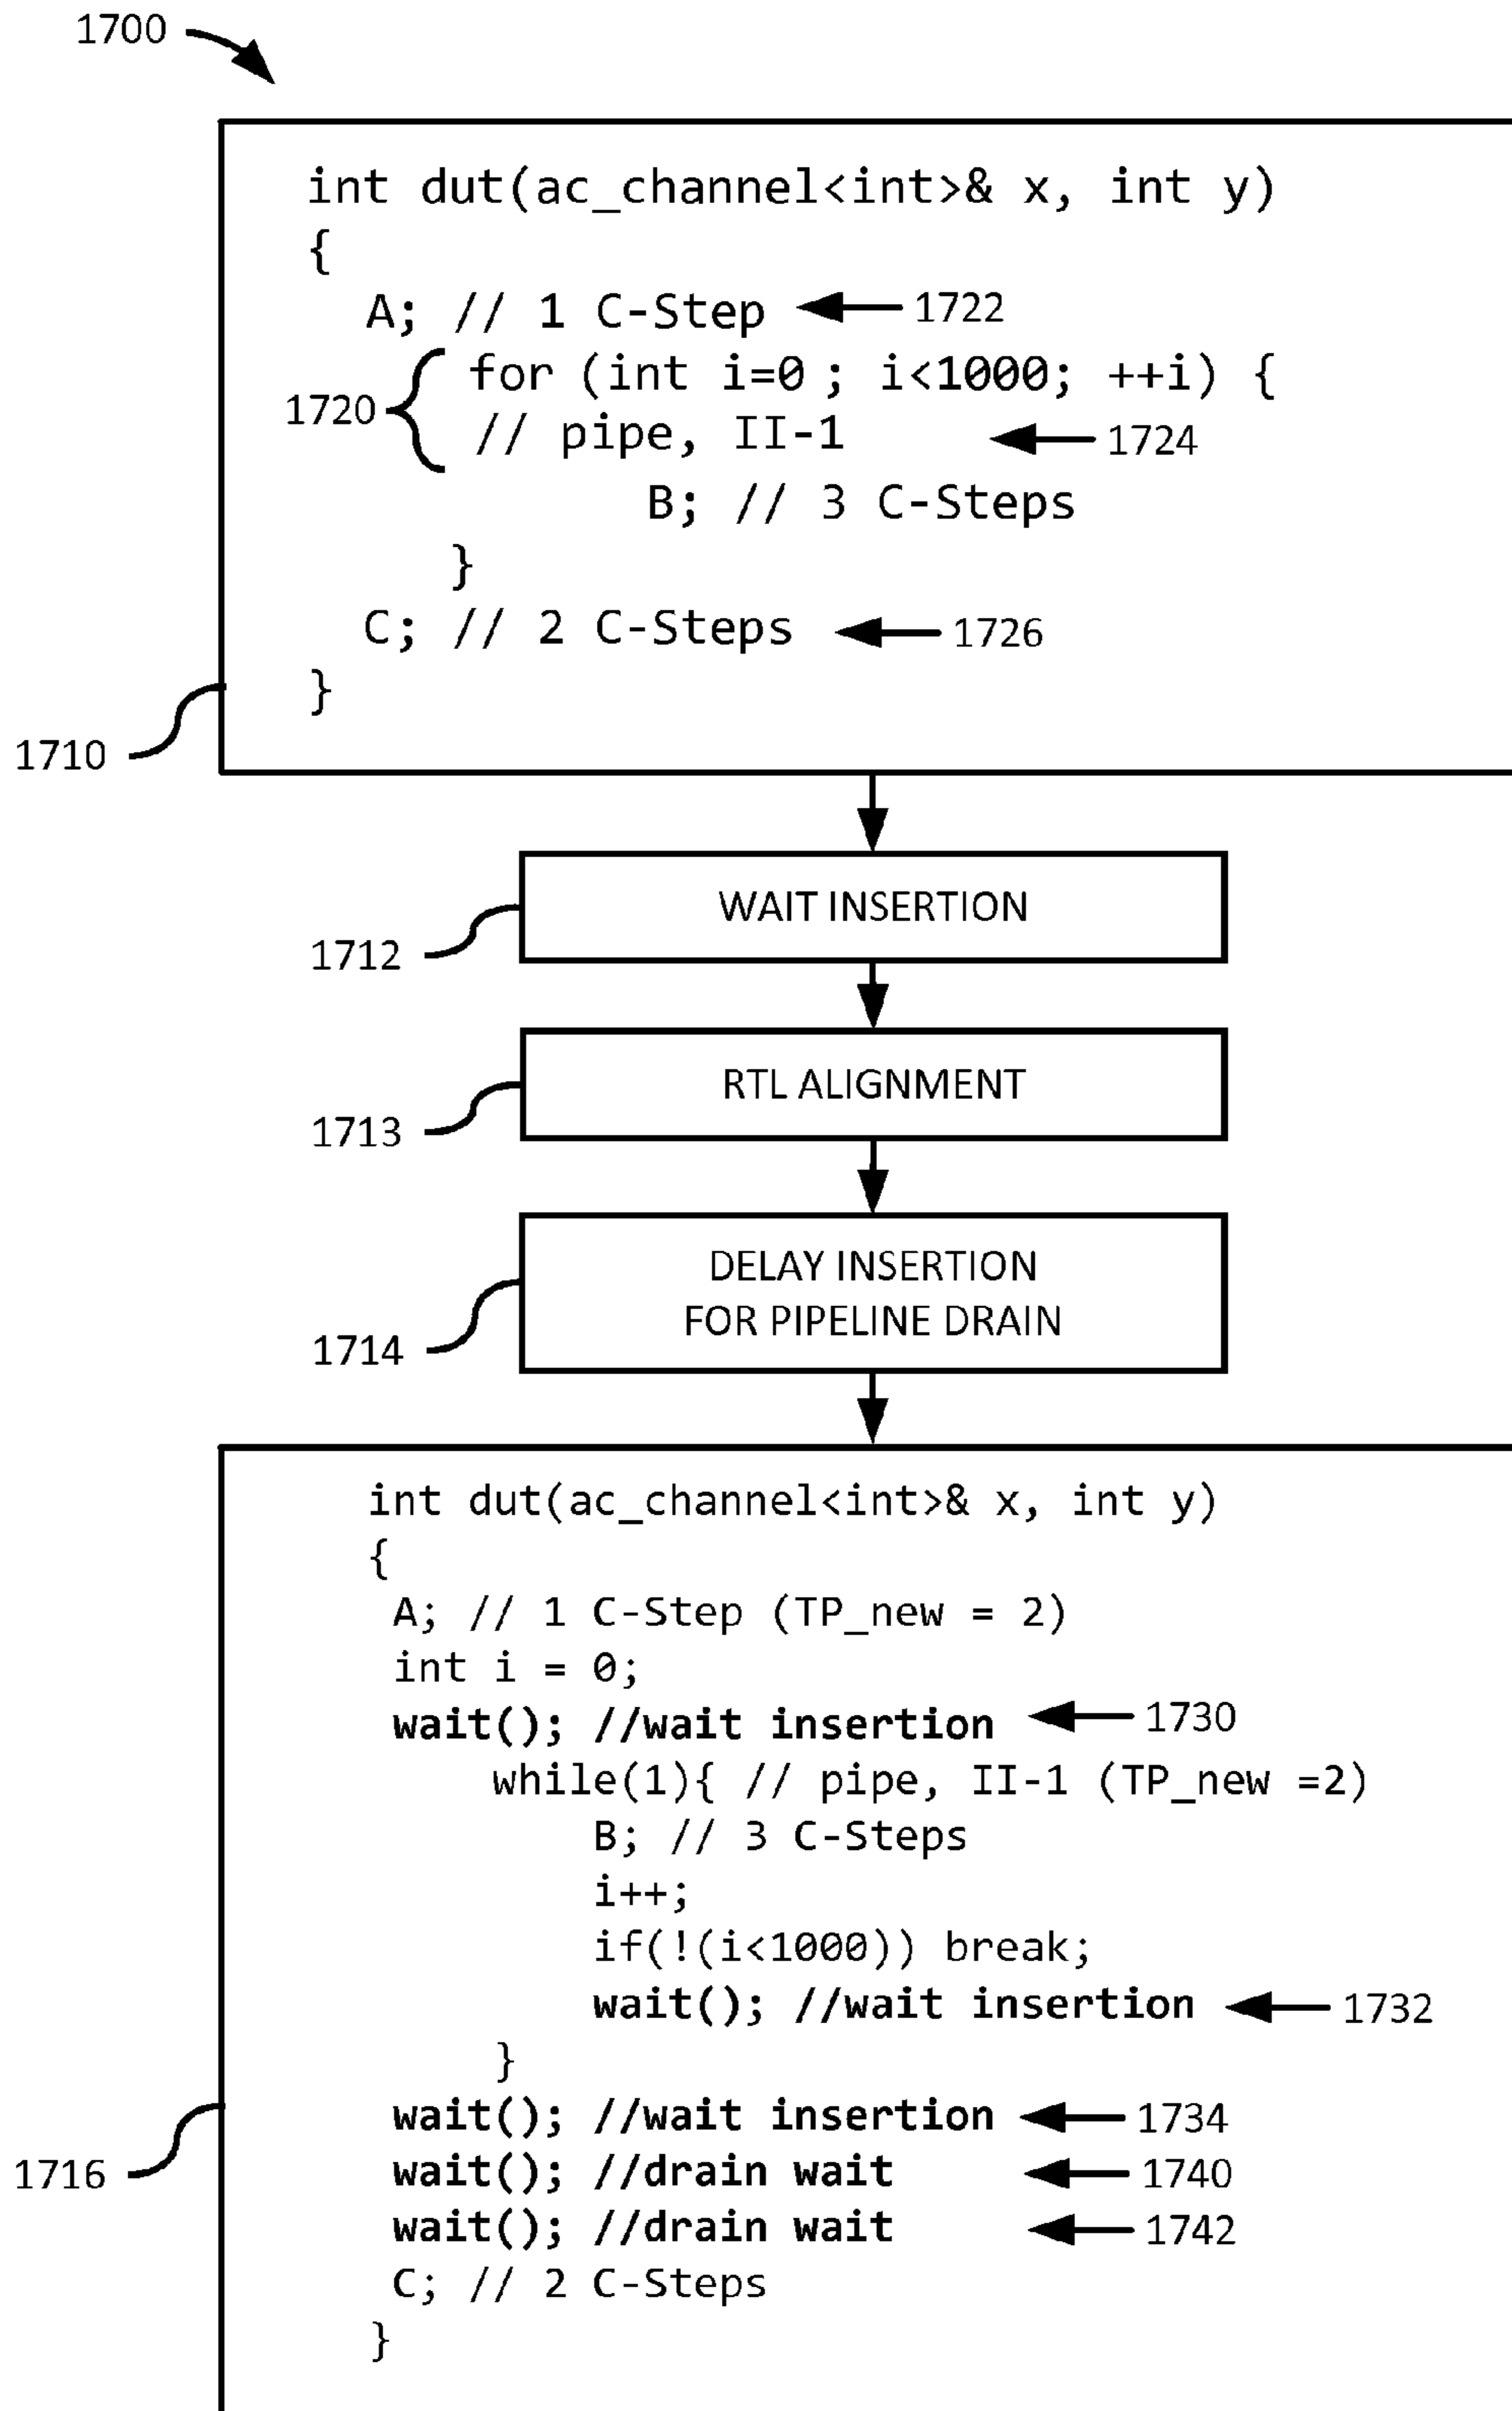 1700
int dut(ac_channel<int>& x, int y)
{
A; // 1 C-Step 1722
for (int i=0 ; i<1000; ++i) {
1720
// pipe, II-1 1724
B; // 3 C-Steps
}
C; // 2 C-Steps 1726
}
1710
WAIT INSERTION
1712
RTL ALIGNMENT
1713
DELAY INSERTION
FOR PIPELINE DRAIN
1714
int dut(ac_channel<int>& x, int y)
{
A; // 1 C-Step (TP_new = 2)
int i = 0;
wait(); //wait insertion 1730
while(1){ // pipe, II-1 (TP_new =2)
B; // 3 C-Steps
i++;
if(!(i<1000)) break;
wait(); //wait insertion 1732
}
wait(); //wait insertion 1734
1716 wait(); //drain wait 1740
wait(); //drain wait 1742
C; // 2 C-Steps
}